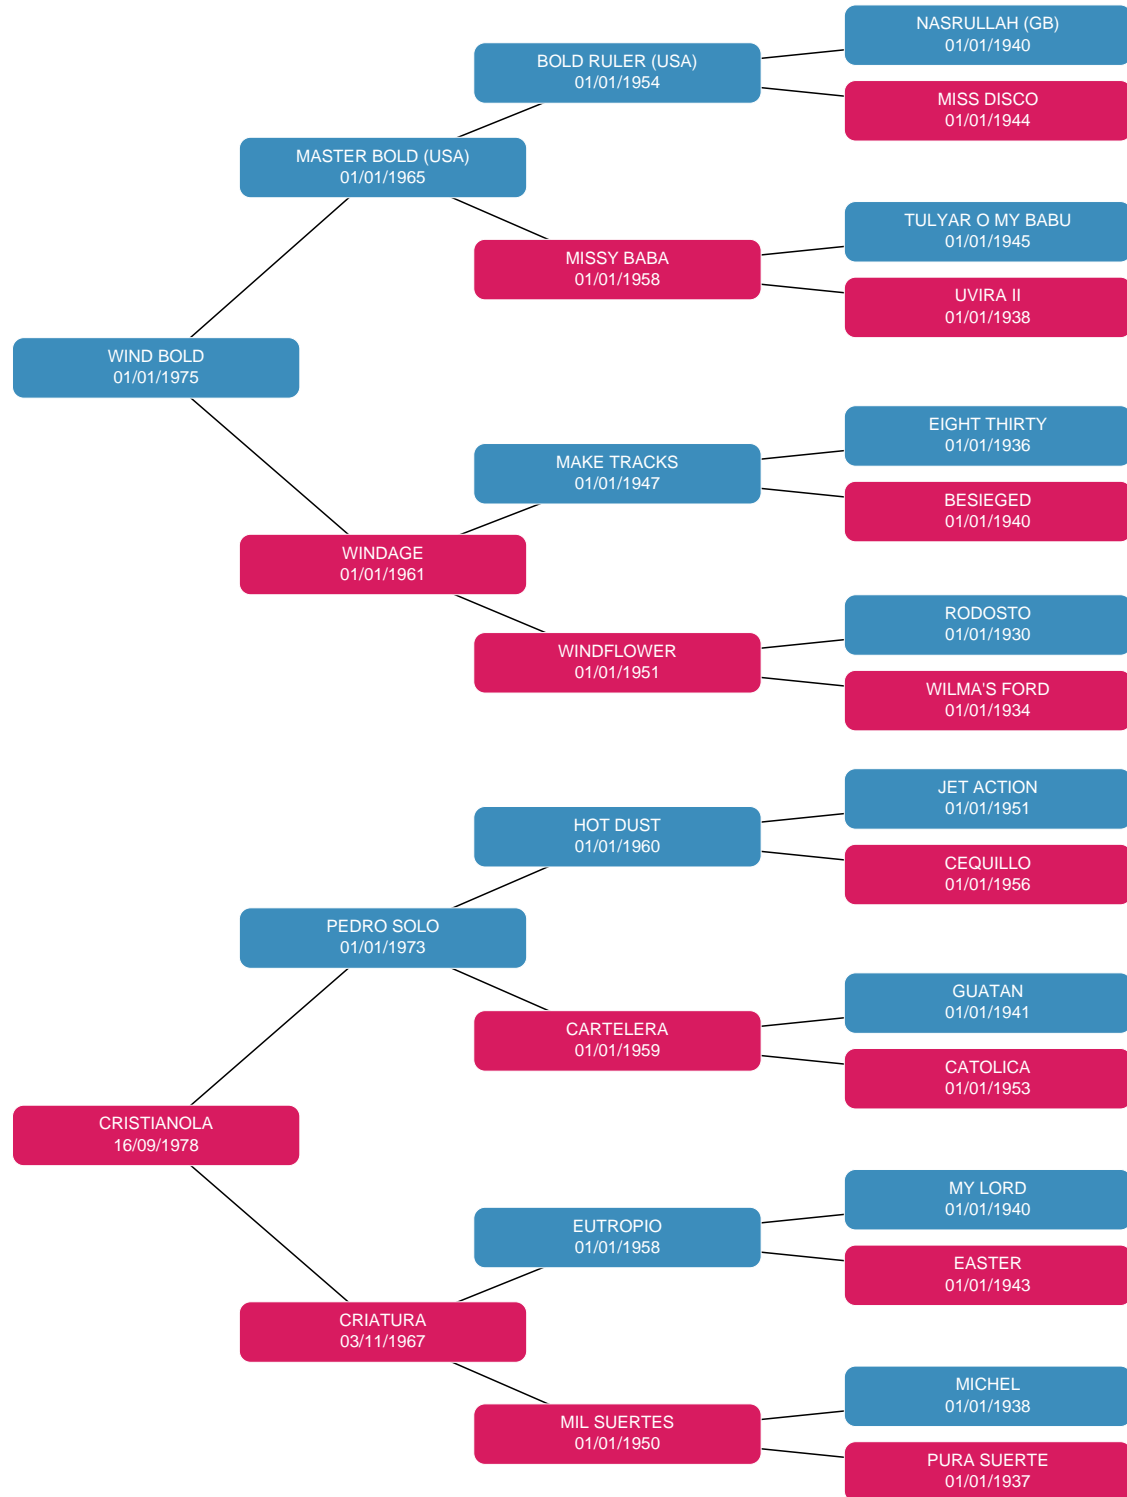 NASRULLAH (GB)
01/01/1940
BOLD RULER (USA)
01/01/1954
MISS DISCO
01/01/1944
MASTER BOLD (USA)
01/01/1965
TULYAR O MY BABU
01/01/1945
MISSY BABA
01/01/1958
UVIRA II
01/01/1938
WIND BOLD
01/01/1975
EIGHT THIRTY
01/01/1936
MAKE TRACKS
01/01/1947
BESIEGED
01/01/1940
WINDAGE
01/01/1961
RODOSTO
01/01/1930
WINDFLOWER
01/01/1951
WILMA'S FORD
01/01/1934
JET ACTION
01/01/1951
HOT DUST
01/01/1960
CEQUILLO
01/01/1956
PEDRO SOLO
01/01/1973
GUATAN
01/01/1941
CARTELERA
01/01/1959
CATOLICA
01/01/1953
CRISTIANOLA
16/09/1978
MY LORD
01/01/1940
EUTROPIO
01/01/1958
EASTER
01/01/1943
CRIATURA
03/11/1967
MICHEL
01/01/1938
MIL SUERTES
01/01/1950
PURA SUERTE
01/01/1937